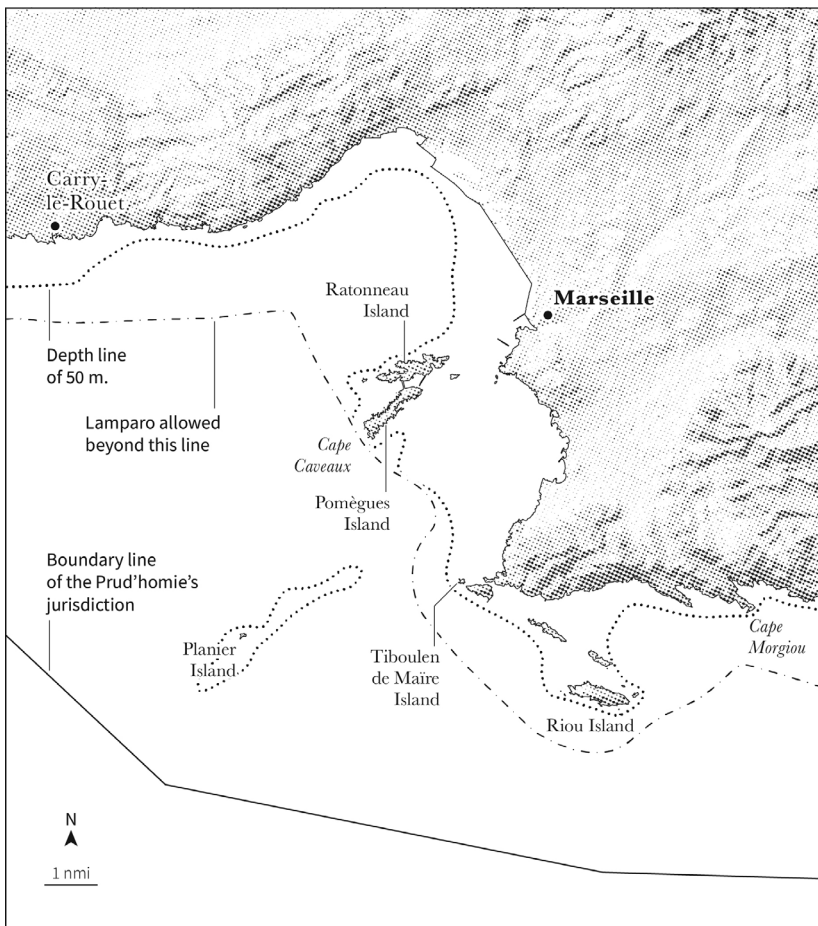 Carry-
le-Rouet
Ratonneau
Island
Marseille
Depth line
of 50 m.
Lamparo allowed
beyond this line
Cape
Caveaux
Pomègues
Island
Boundary line
of the Prud'homie's
jurisdiction
Planier
Island
Tiboulen
de Maïre
Island
Cape
Morgiou
Riou Island
N
1 nmi